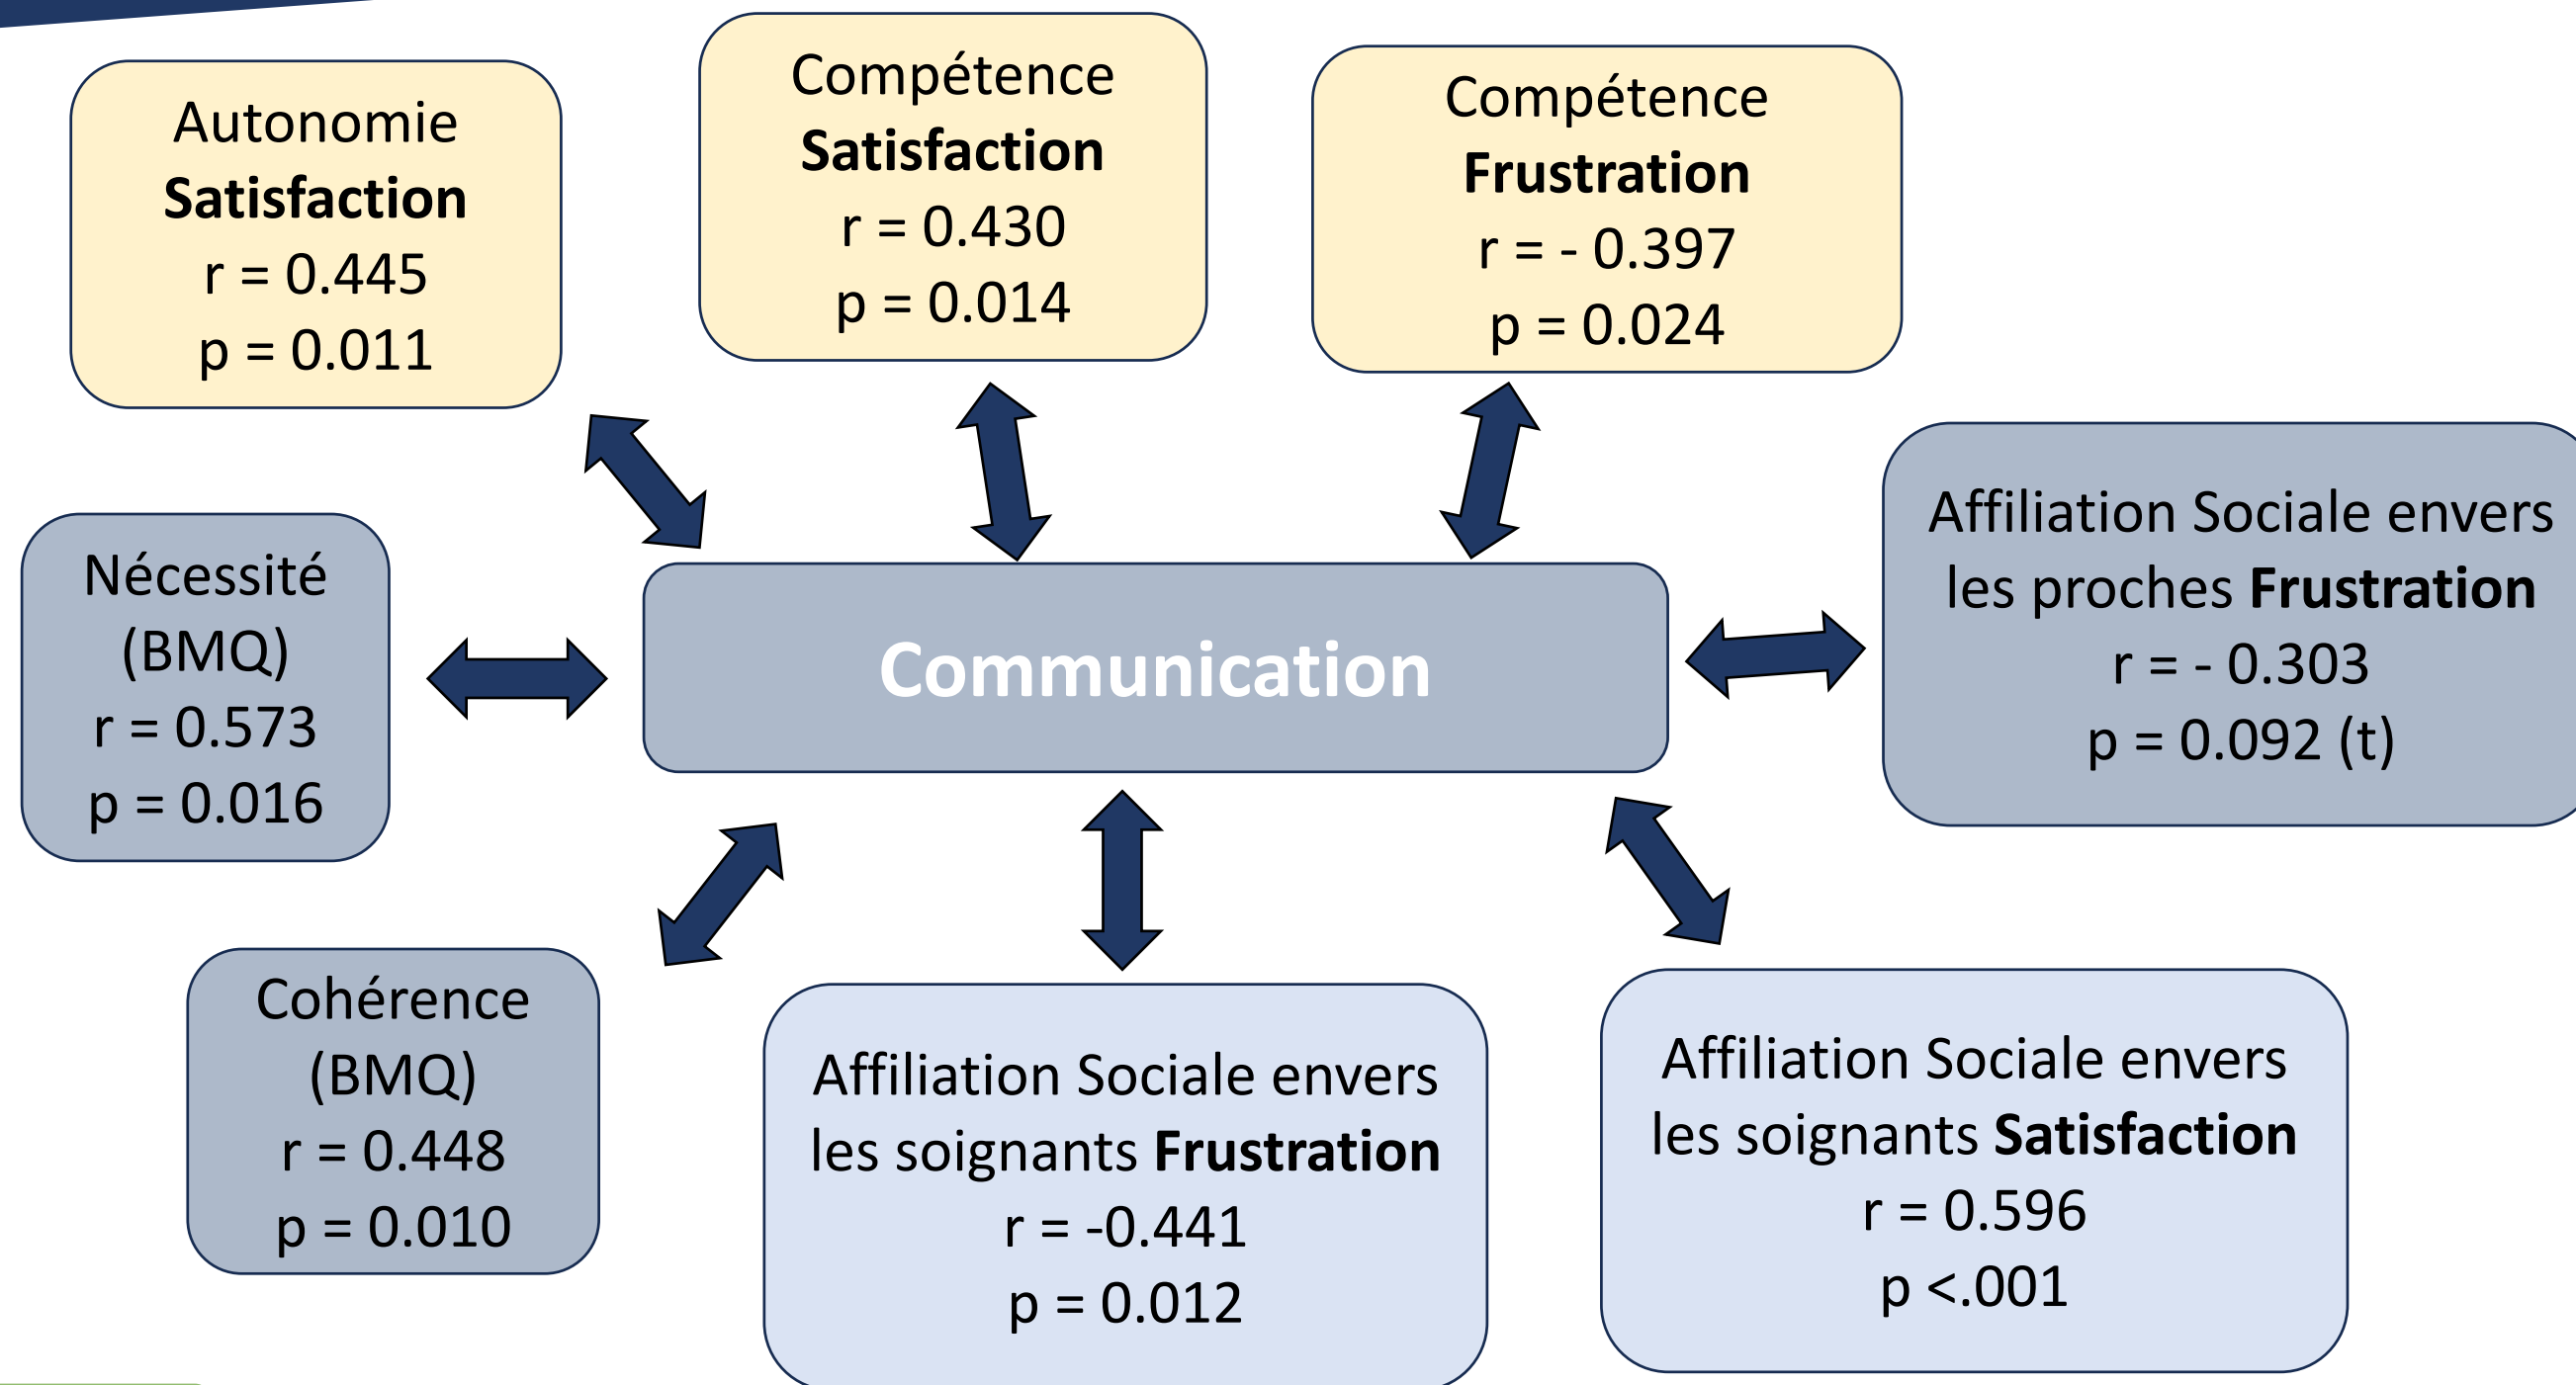 Autonomie
Satisfaction
r = 0.445
p = 0.011
Compétence
Satisfaction
r = 0.430
p = 0.014
Compétence
Frustration
r = - 0.397
p = 0.024
Nécessité
(BMQ)
r = 0.573
p = 0.016
Communication
Affiliation Sociale envers
les proches Frustration
r = - 0.303
p = 0.092 (t)
Cohérence
(BMQ)
r = 0.448
p = 0.010
Affiliation Sociale envers
les soignants Frustration
r = -0.441
p = 0.012
Affiliation Sociale envers
les soignants Satisfaction
r = 0.596
p <.001